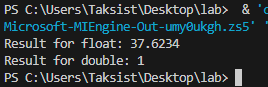 PS C:\Users\Taksist\Desktop\lab>  & 'c
Microsoft-MIEngine-Out-umy0ukgh.zs5' '
Result for float: 37.6234
Result for double: 1
PS C:\Users\Taksist\Desktop\lab>